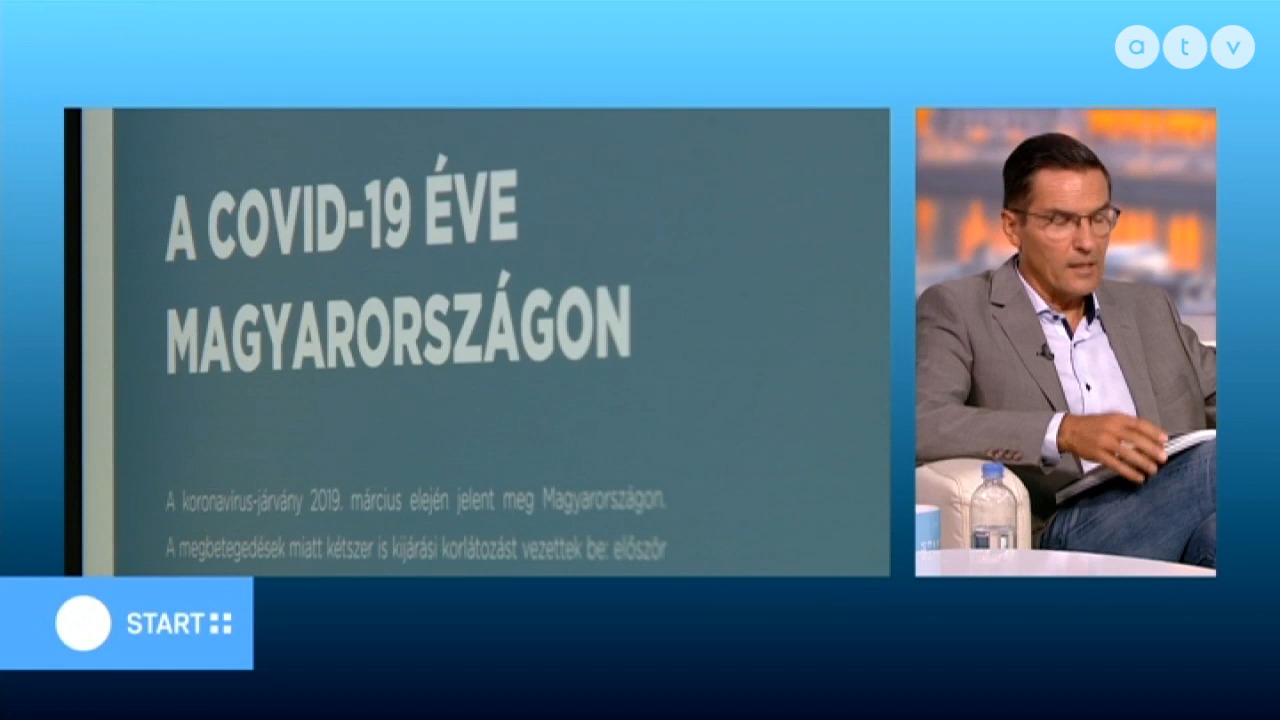 atv
A COVID-19 ÉVE
MAGYARORSZÁGON
A koronavírus-járvány 2019. március elején jelent meg Magyarországon.
A megbetegedések miatt kétszer is kijárási korlátozást vezettek be: először
START